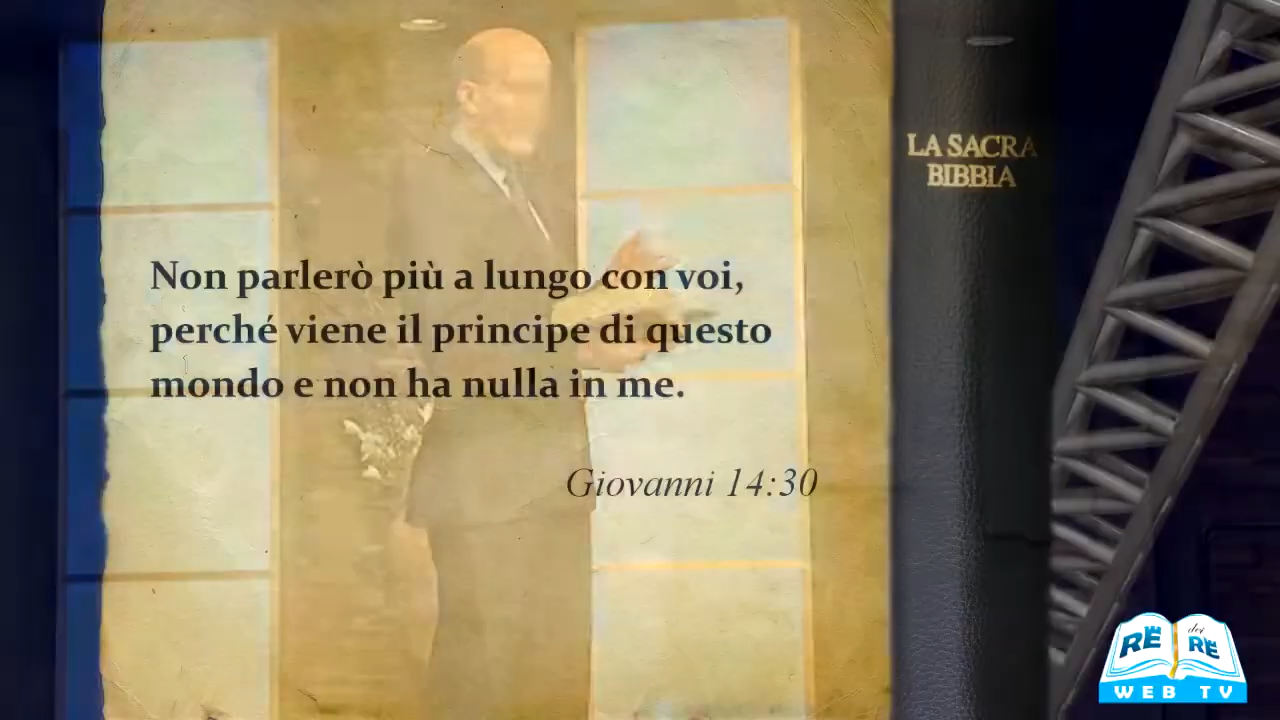 LA SACRA
BIBBIA
Non parlerò più a lungo con voi,
perché viene il principe di questo
mondo e non ha nulla in me.
Giovanni 14:30
RE dei RE
WEB TV